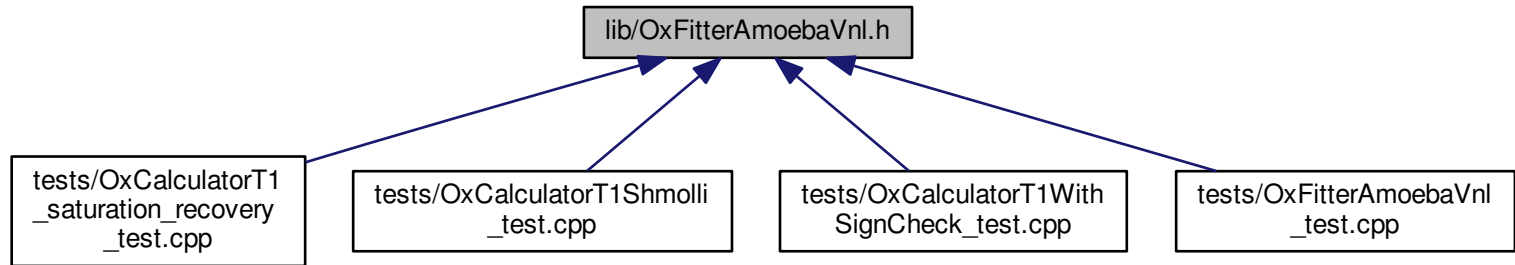 lib/OxFitterAmoebaVnl.h
tests/OxCalculatorT1
_saturation_recovery
_test.cpp
tests/OxCalculatorT1Shmolli
_test.cpp
tests/OxCalculatorT1With
SignCheck_test.cpp
tests/OxFitterAmoebaVnl
_test.cpp